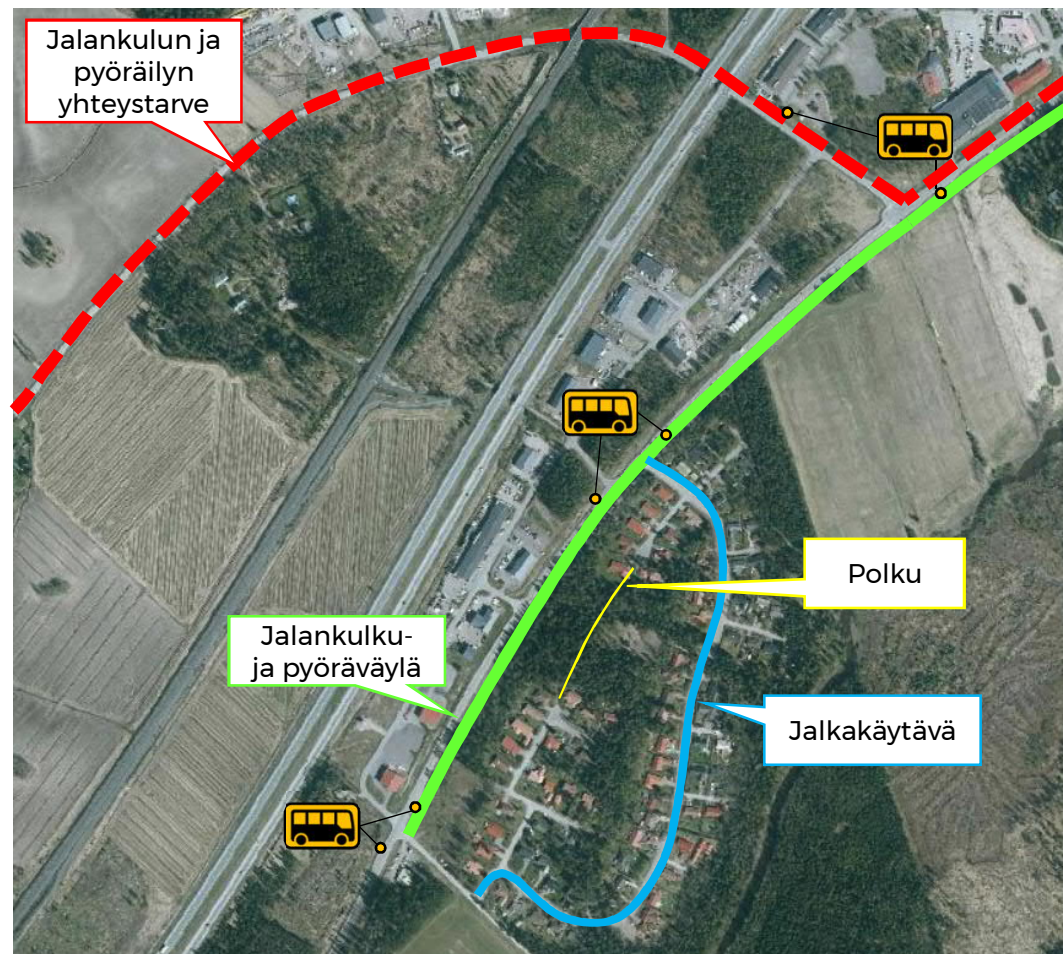 Jalankulun ja
pyöräilyn
yhteystarve
Polku
Jalankulku-
ja pyöräväylä
Jalkakäytävä